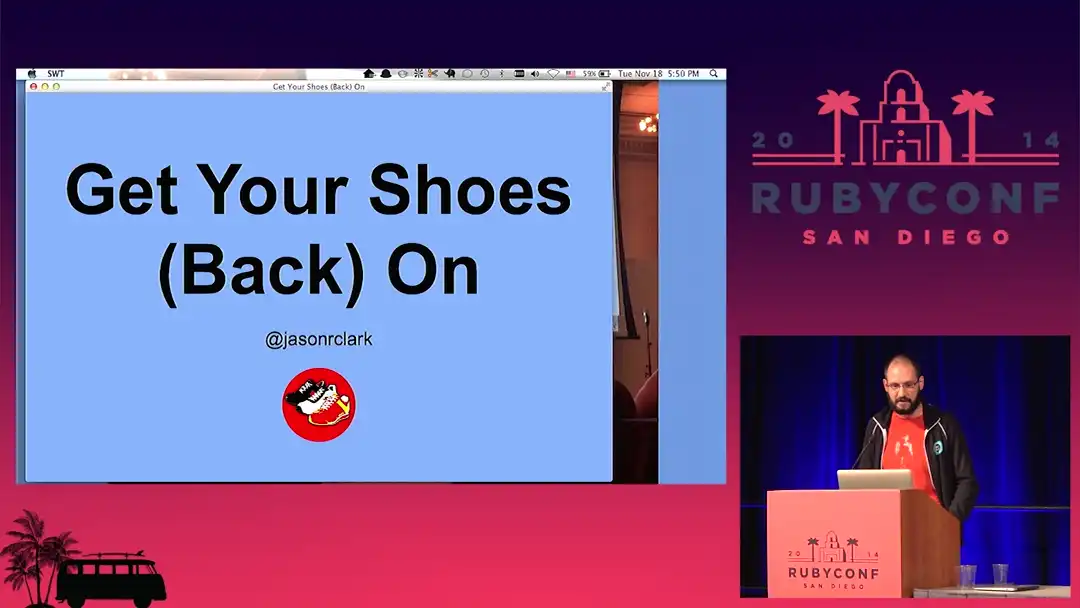 SWT
59%
Tue Nov 18 5:50 PM
Get Your Shoes (Back) On
Get Your Shoes
(Back) On
@jasonrclark
20 14
RUBYCONF
SAN DIEGO
20 14
RUBYCONF
SAN DIEGO